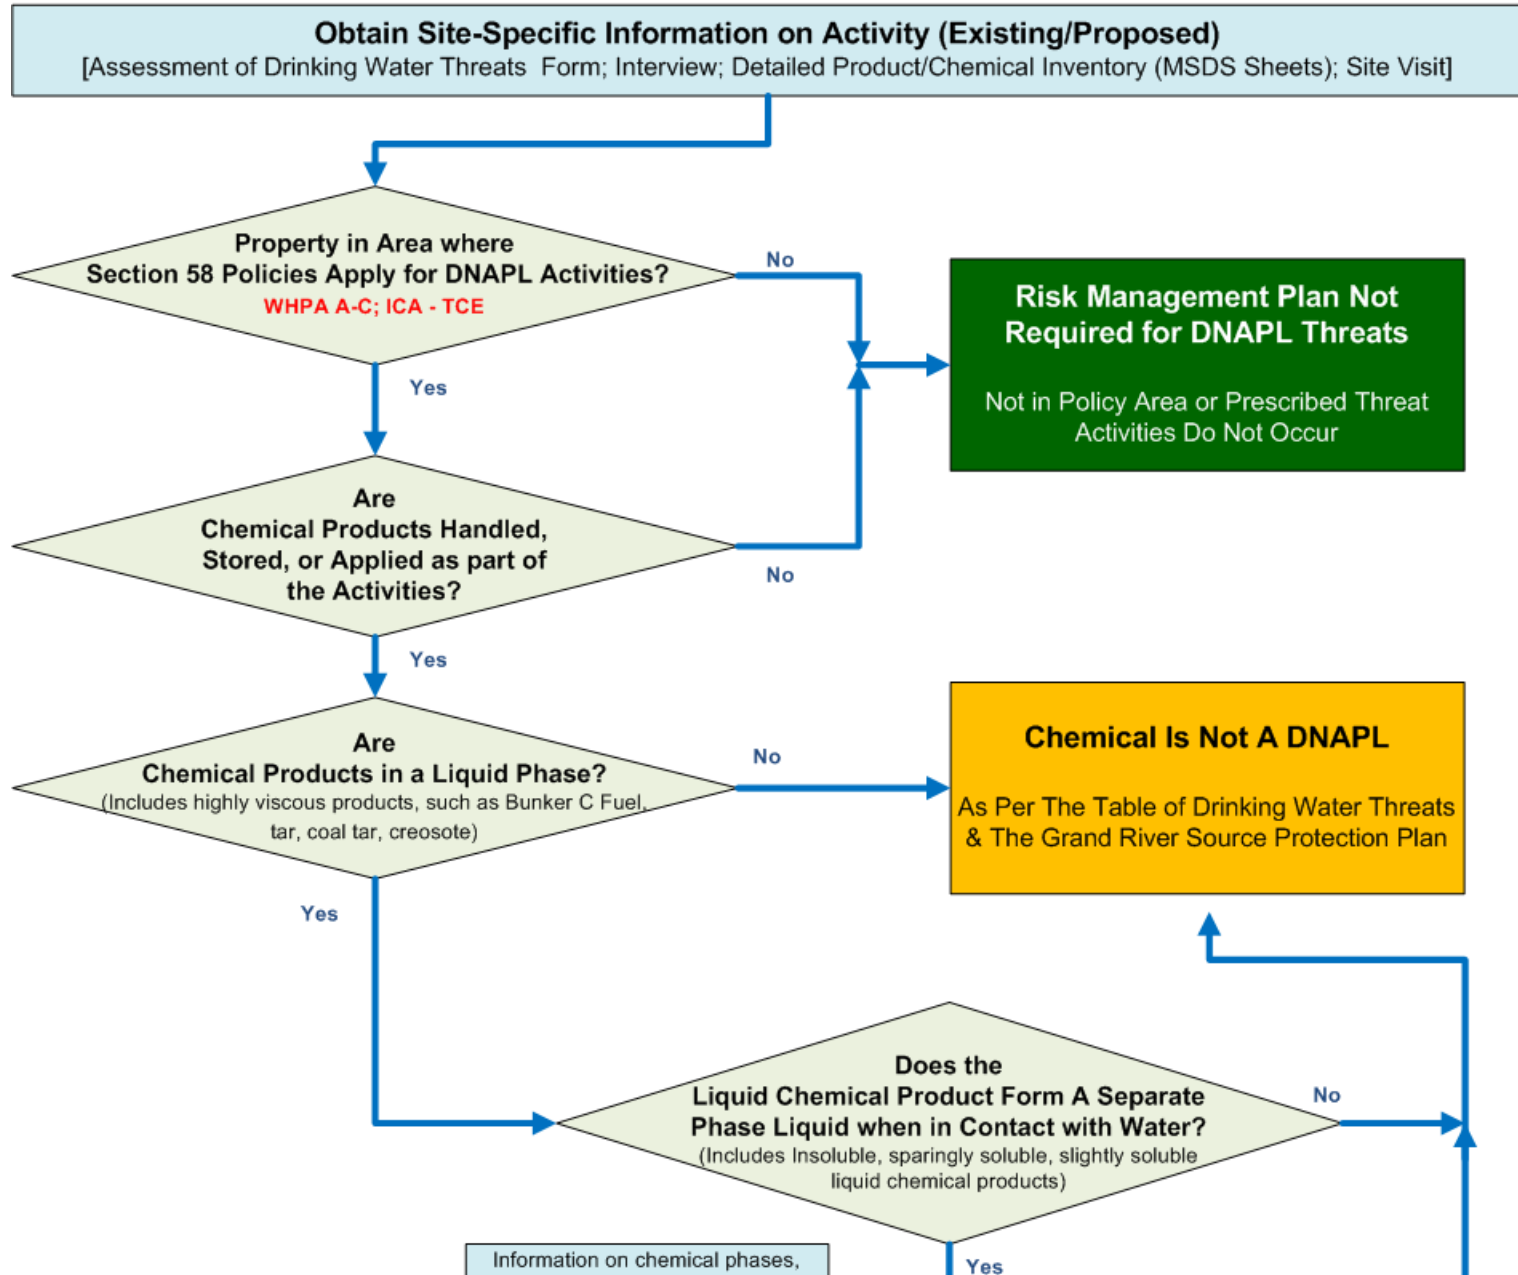 Obtain Site-Specific Information on Activity (Existing/Proposed)
[Assessment of Drinking Water Threats Form; Interview; Detailed Product/Chemical Inventory (MSDS Sheets); Site Visit]
Property in Area where
Section 58 Policies Apply for DNAPL Activities?
WHPA A-C; ICA - TCE
No
Yes
Risk Management Plan Not
Required for DNAPL Threats
Not in Policy Area or Prescribed Threat
Activities Do Not Occur
Are
Chemical Products Handled,
Stored, or Applied as part of
the Activities?
No
Yes
Are
Chemical Products in a Liquid Phase?
(Includes highly viscous products, such as Bunker C Fuel,
tar, coal tar, creosote)
No
Yes
Chemical Is Not A DNAPL
As Per The Table of Drinking Water Threats
& The Grand River Source Protection Plan
Does the
Liquid Chemical Product Form A Separate
Phase Liquid when in Contact with Water?
(Includes Insoluble, sparingly soluble, slightly soluble
liquid chemical products)
No
Yes
Information on chemical phases,